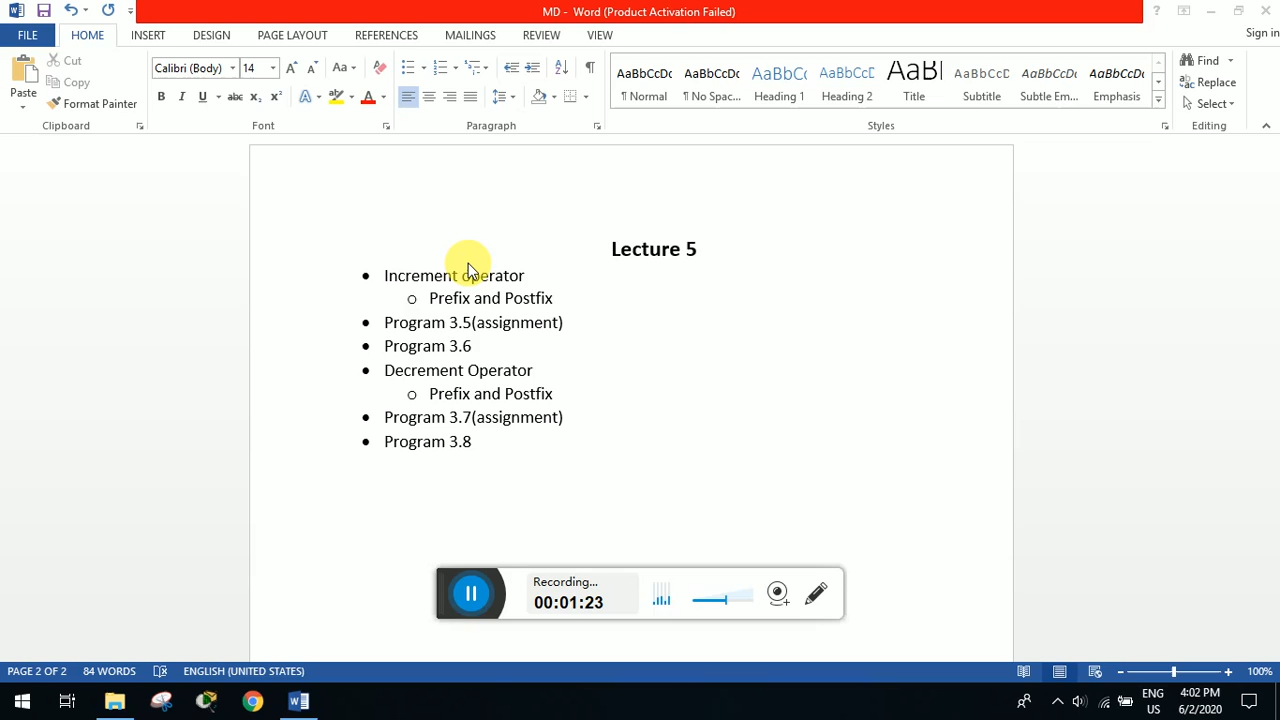 MD - Word (Product Activation Failed)
FILE HOME INSERT DESIGN PAGE LAYOUT REFERENCES MAILINGS REVIEW VIEW Sign in
Cut
Copy
Format Painter
Paste
Clipboard
Calibri (Body) 14
Font
Paragraph
AaBbCcDc AaBbCcDc AaBbCc AaBbCcD AaBl AaBbCcD AaBbCcDc AaBbCcDc
¶ Normal ¶ No Spac... Heading 1 Heading 2 Title Subtitle Subtle Em... Emphasis
Styles
Find
Replace
Select
Editing
Lecture 5
• Increment operator
o Prefix and Postfix
• Program 3.5(assignment)
• Program 3.6
• Decrement Operator
o Prefix and Postfix
• Program 3.7(assignment)
• Program 3.8
Recording...
00:01:23
PAGE 2 OF 2 84 WORDS ENGLISH (UNITED STATES) 100%
ENG
US
4:02 PM
6/2/2020